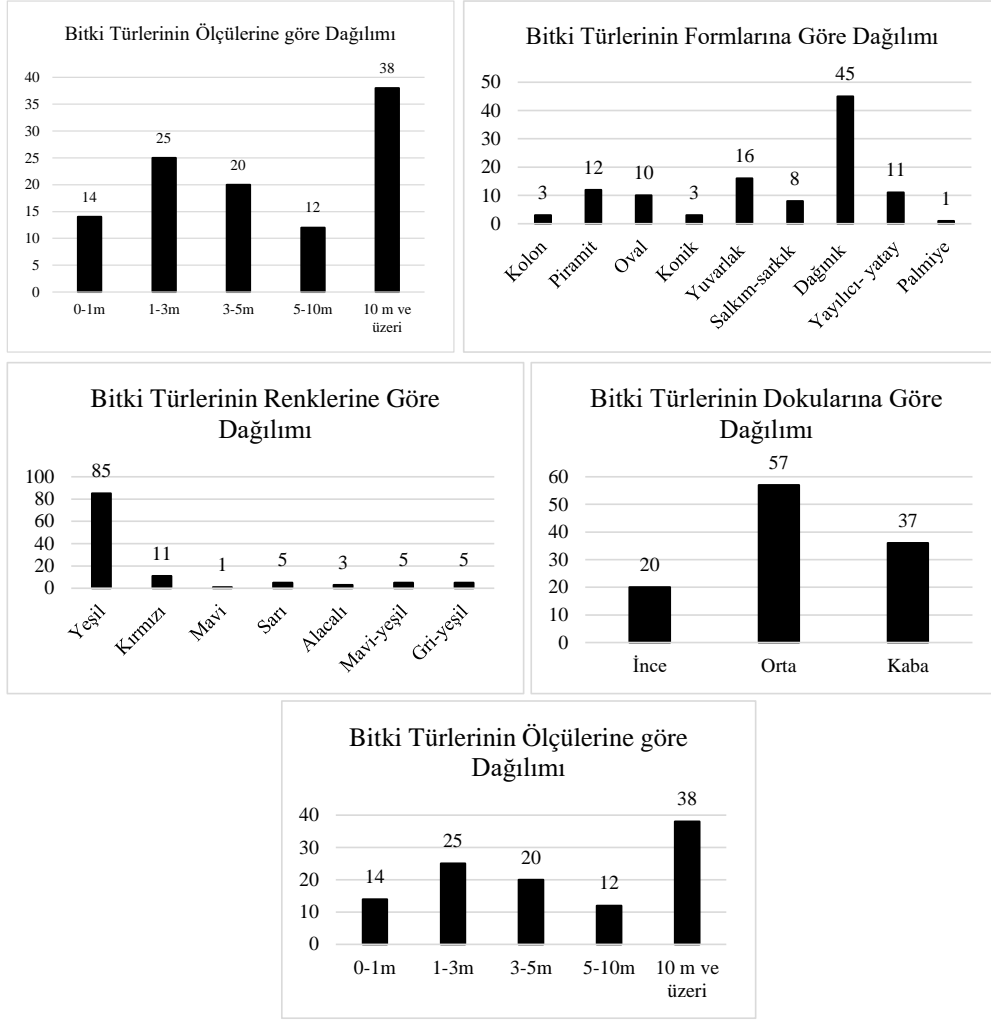 Bitki Türlerinin Ölçülerine göre Dağılımı
40
35
30
25
20
15
10
5
0
14
25
20
12
38
0-1m
1-3m
3-5m
5-10m
10 m ve
üzeri
Bitki Türlerinin Formlarına Göre Dağılımı
50
40
30
20
10
0
3
12
10
3
16
8
45
11
1
Kolon
Piramit
Oval
Konik
Yuvarlak
Salkım-sarkık
Dağınık
Yayılıcı- yatay
Palmiye
Bitki Türlerinin Renklerine Göre
Dağılımı
100
80
60
40
20
0
85
11
1
5
3
5
5
Yeşil
Kırmızı
Mavi
Sarı
Alacalı
Mavi-yeşil
Gri-yeşil
Bitki Türlerinin Dokularına Göre
Dağılımı
60
50
40
30
20
10
0
20
57
37
İnce
Orta
Kaba
Bitki Türlerinin Ölçülerine göre
Dağılımı
40
30
20
10
0
14
25
20
12
38
0-1m
1-3m
3-5m
5-10m
10 m ve
üzeri